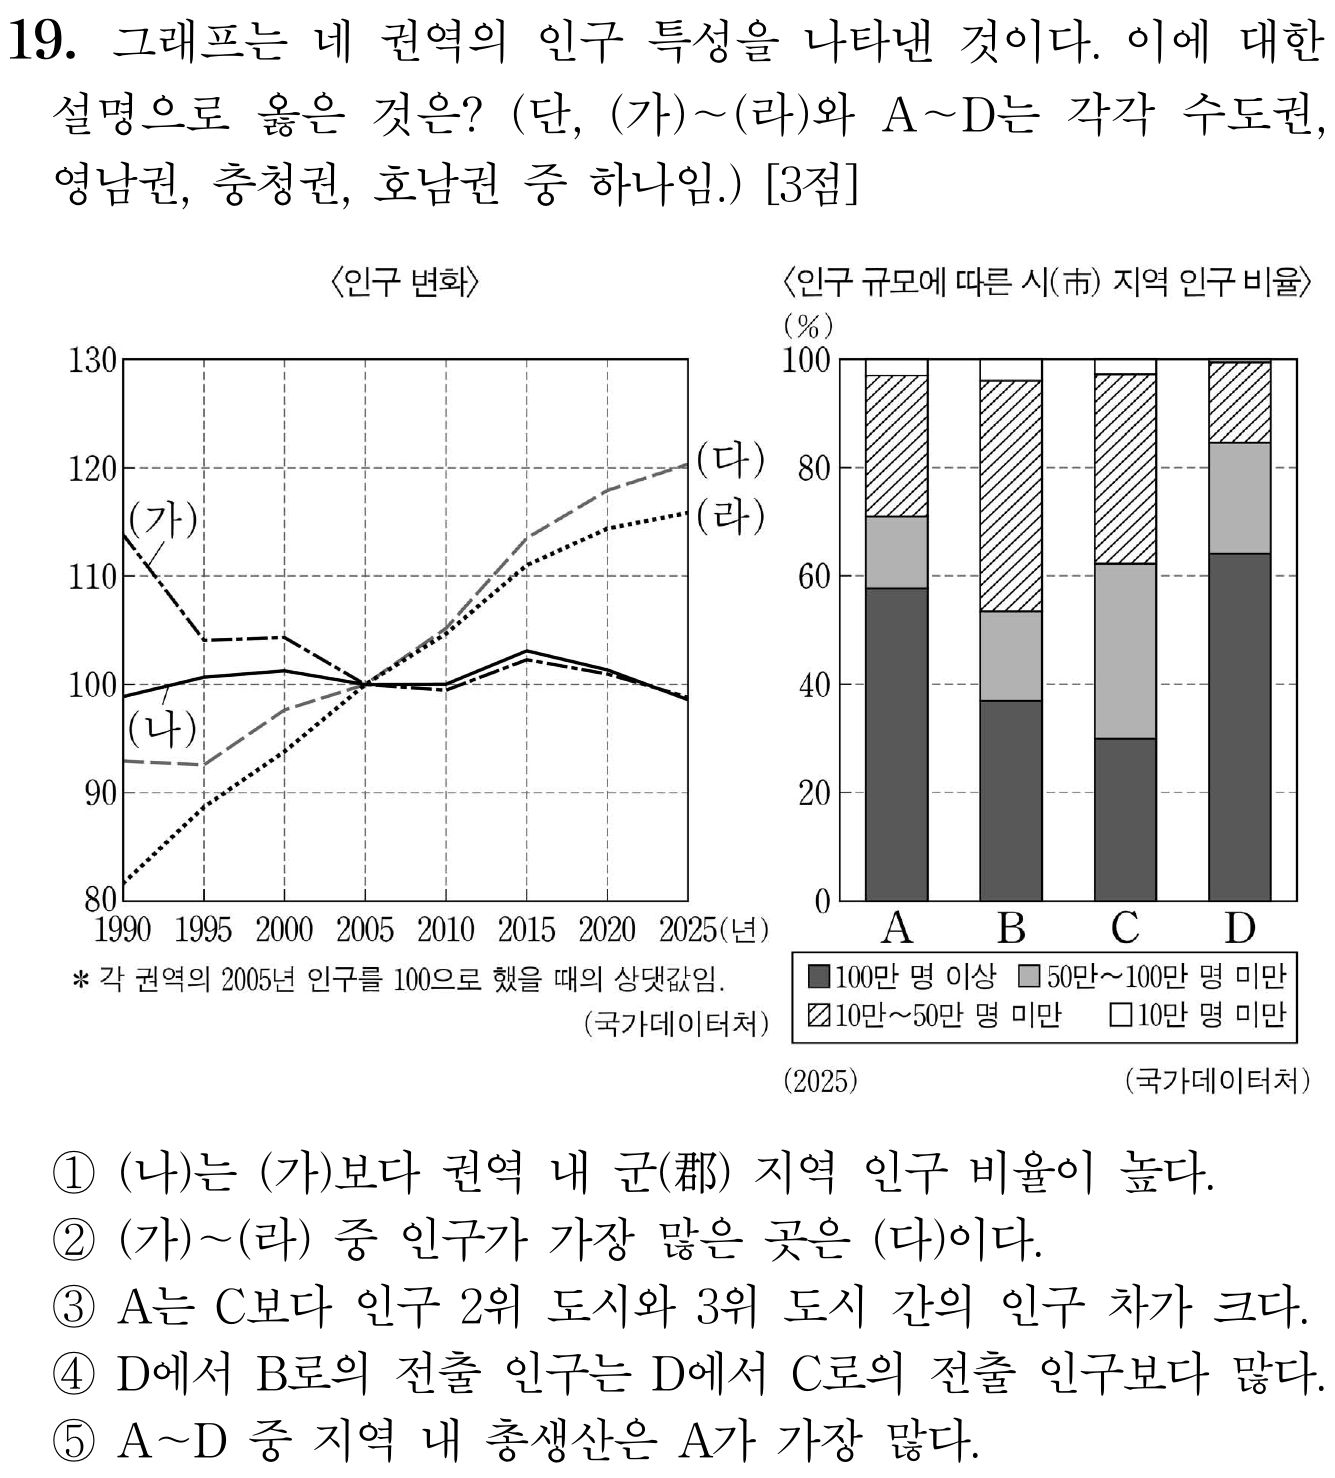 19. 그래프는 네 권역의 인구 특성을 나타낸 것이다. 이에 대한
설명으로 옳은 것은? (단, (가)~(라)와 A~D는 각각 수도권,
영남권, 충청권, 호남권 중 하나임.) [3점]
〈인구 변화〉
130
120
110
100
90
80
(가)
(나)
(다)
(라)
1990 1995 2000 2005 2010 2015 2020 2025(년)
* 각 권역의 2005년 인구를 100으로 했을 때의 상댓값임.
(국가데이터처)
〈인구 규모에 따른 시(市) 지역 인구 비율〉
(%)
100
80
60
40
20
0
A B C D
100만 명 이상 50만~100만 명 미만
10만~50만 명 미만 10만 명 미만
(2025) (국가데이터처)
① (나)는 (가)보다 권역 내 군(郡) 지역 인구 비율이 높다.
② (가)~(라) 중 인구가 가장 많은 곳은 (다)이다.
③ A는 C보다 인구 2위 도시와 3위 도시 간의 인구 차가 크다.
④ D에서 B로의 전출 인구는 D에서 C로의 전출 인구보다 많다.
⑤ A~D 중 지역 내 총생산은 A가 가장 많다.